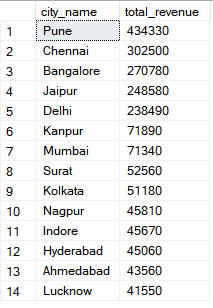 city_name total_revenue
1 Pune 434330
2 Chennai 302500
3 Bangalore 270780
4 Jaipur 248580
5 Delhi 238490
6 Kanpur 71890
7 Mumbai 71340
8 Surat 52560
9 Kolkata 51180
10 Nagpur 45810
11 Indore 45670
12 Hyderabad 45060
13 Ahmedabad 43560
14 Lucknow 41550